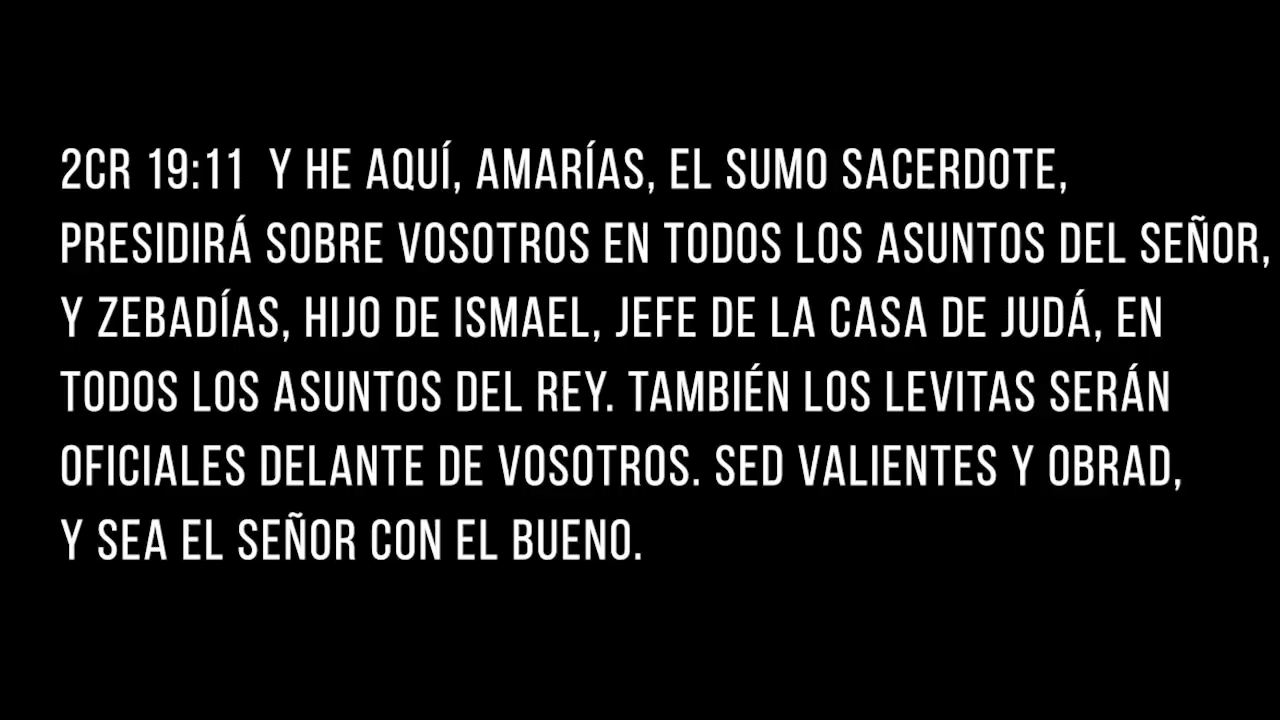 2CR 19:11  Y HE AQUÍ, AMARÍAS, EL SUMO SACERDOTE,
PRESIDIRÁ SOBRE VOSOTROS EN TODOS LOS ASUNTOS DEL SEÑOR,
Y ZEBADÍAS, HIJO DE ISMAEL, JEFE DE LA CASA DE JUDÁ, EN
TODOS LOS ASUNTOS DEL REY. TAMBIÉN LOS LEVITAS SERÁN
OFICIALES DELANTE DE VOSOTROS. SED VALIENTES Y OBRAD,
Y SEA EL SEÑOR CON EL BUENO.